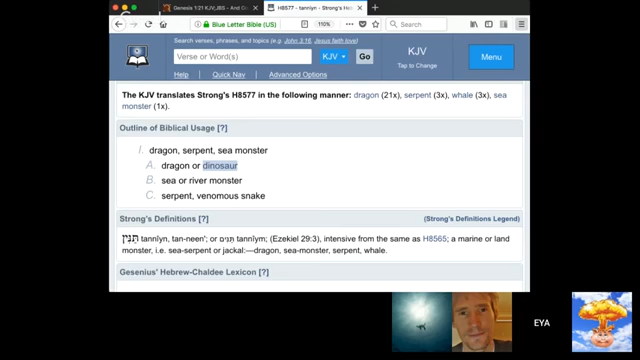 Genesis 1:21 KJV;JBS - And Go
H8577 - tanniyn - Strong's Heb
Blue Letter Bible (US)
110%
Search verses, phrases, and topics (e.g. John 3:16, Jesus faith love)
Verse or Word(s)
KJV
Go
KJV
Tap to Change
Menu
Help Quick Nav Advanced Options
The KJV translates Strong's H8577 in the following manner: dragon (21x), serpent (3x), whale (3x), sea
monster (1x).
Outline of Biblical Usage [?]
I. dragon, serpent, sea monster
A. dragon or dinosaur
B. sea or river monster
C. serpent, venomous snake
Strong's Definitions [?] (Strong's Definitions Legend)
תַּנִּין tannîyn, tan-neen'; or תַּנִּים tannîym; (Ezekiel 29:3), intensive from the same as H8565; a marine or land
monster, i.e. sea-serpent or jackal:—dragon, sea-monster, serpent, whale.
Gesenius' Hebrew-Chaldee Lexicon [?]
EYA